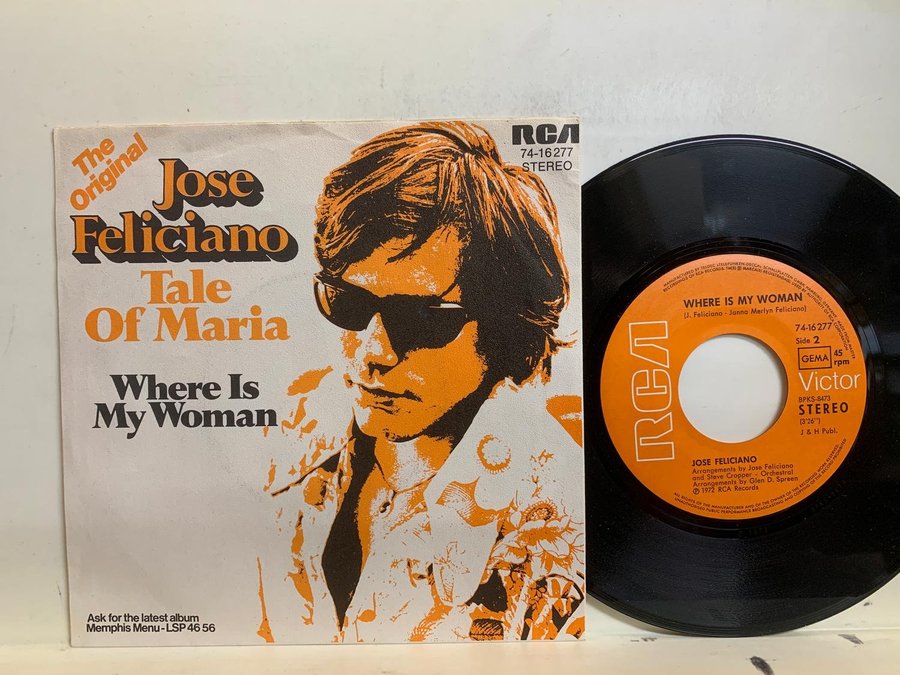 The
Original
Jose
Feliciano
Tale
Of Maria
Where Is
My Woman
Ask for the latest album
Memphis Menu-LSP 46 56
RCA
74-16 277
STEREO
WHERE IS MY WOMAN
(J. Feliciano - Janna Merlyn Feliciano)
74-16 277
Side 2
GEMA
45
rpm
RCA
Victor
BPKS-8473
STEREO
(3'26'')
J & H Publ.
JOSE FELICIANO
Arrangements by Jose Feliciano
and Steve Cropper. - Orchestral
Arrangements by Glen D. Spreen
℗ 1972 RCA Records